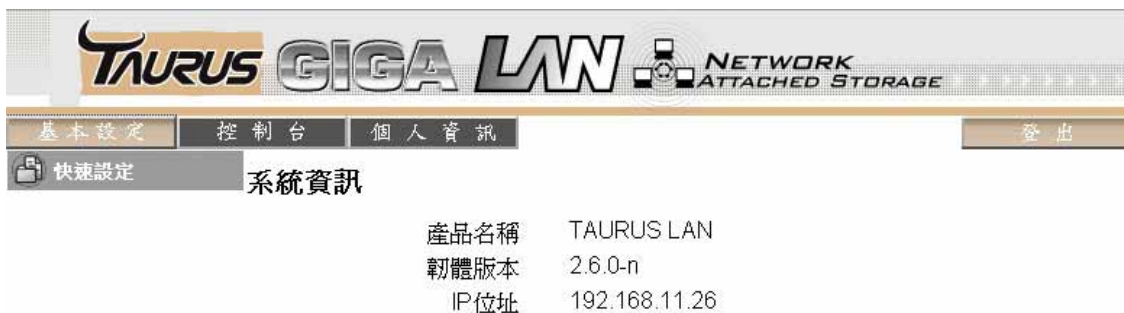 TAURUS GIGA LAN NETWORK ATTACHED STORAGE
基本設定 控制台 個人資訊 登出
快速設定
系統資訊
產品名稱 TAURUS LAN
韌體版本 2.6.0-n
IP位址 192.168.11.26